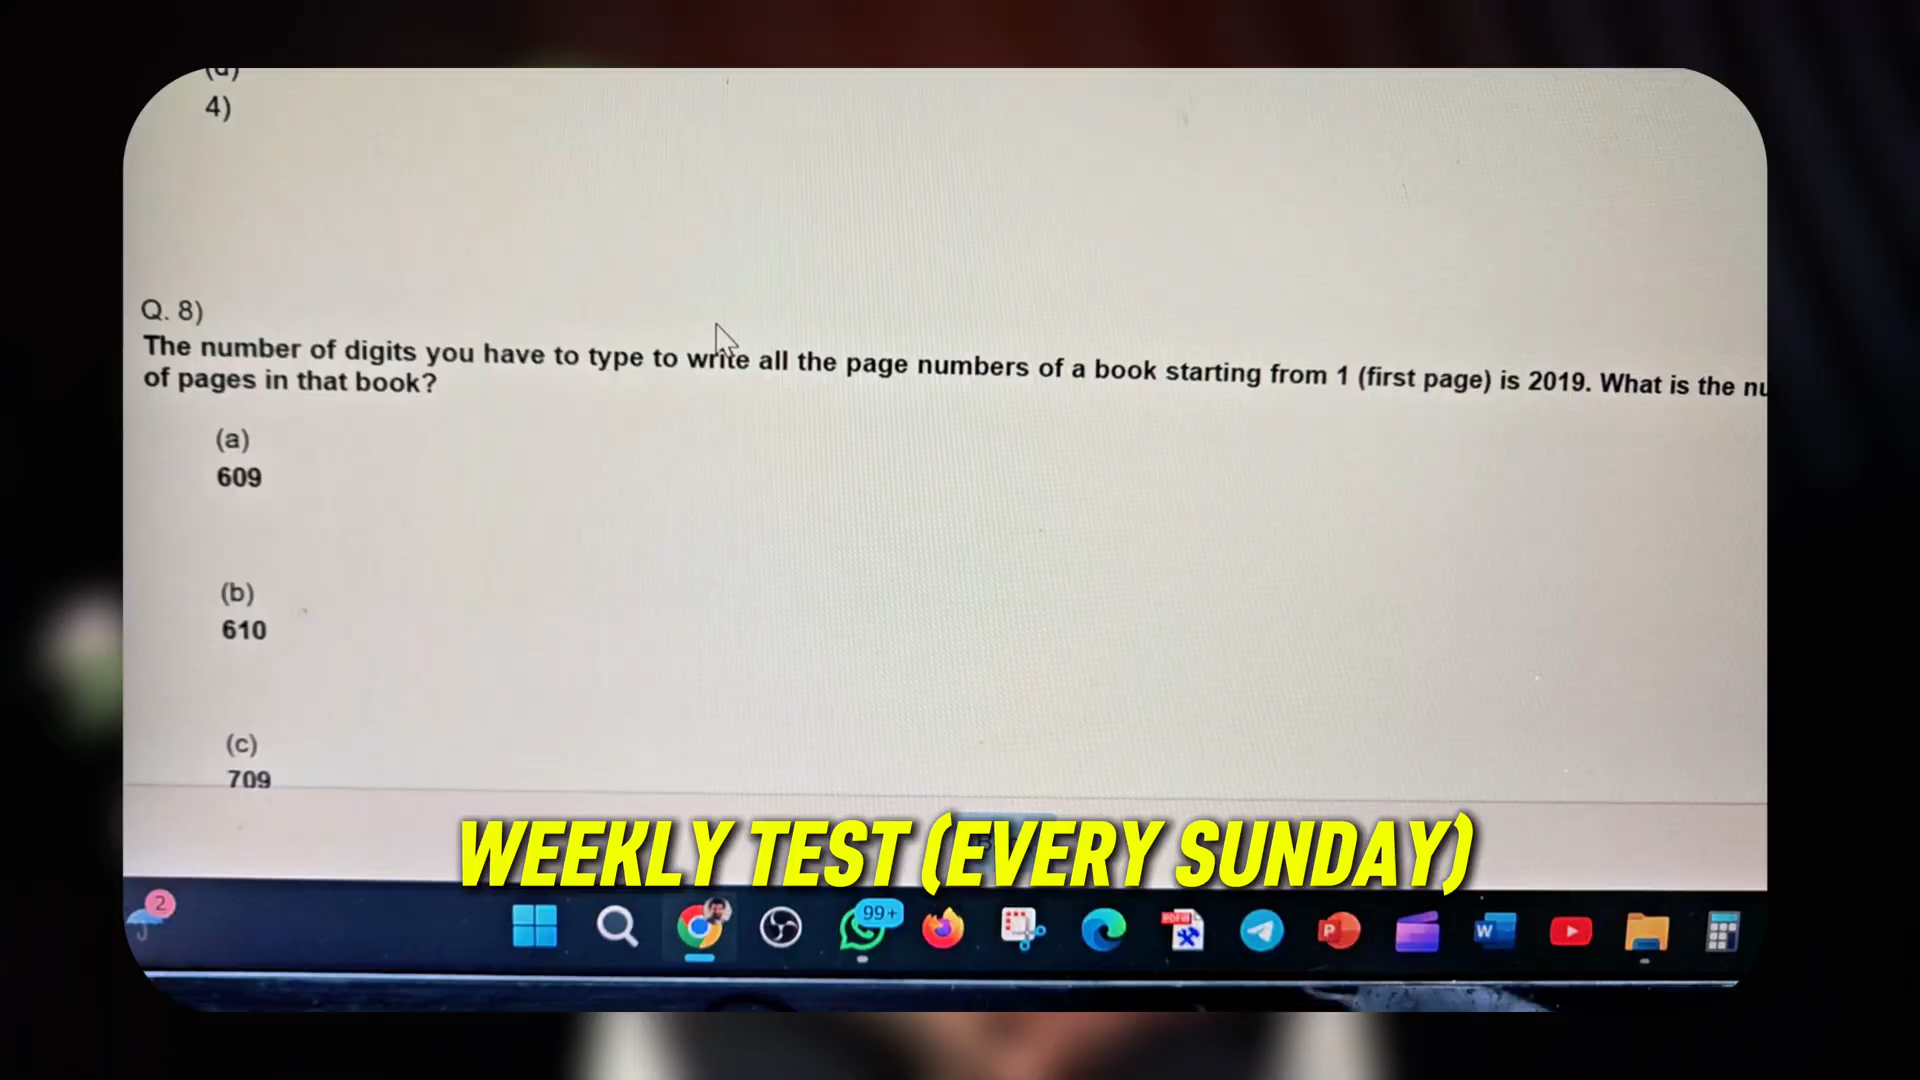 4)
Q. 8)
The number of digits you have to type to write all the page numbers of a book starting from 1 (first page) is 2019. What is the
of pages in that book?
(a)
609
(b)
610
(c)
709
WEEKLY TEST (EVERY SUNDAY)
2
99+